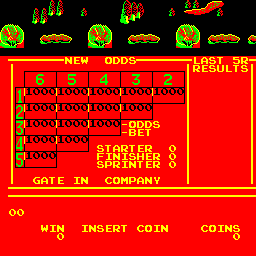 NEW ODDS
LAST 5R
RESULTS
6 5 4 3 2
1 1000 1000 1000 1000 1000
2 1000 1000 1000 1000
3 1000 1000 1000 -ODDS
-BET
4 1000 1000
STARTER 0
5 1000
FINISHER 0
SPRINTER 0
GATE IN COMPANY
00
WIN INSERT COIN COINS
0 0